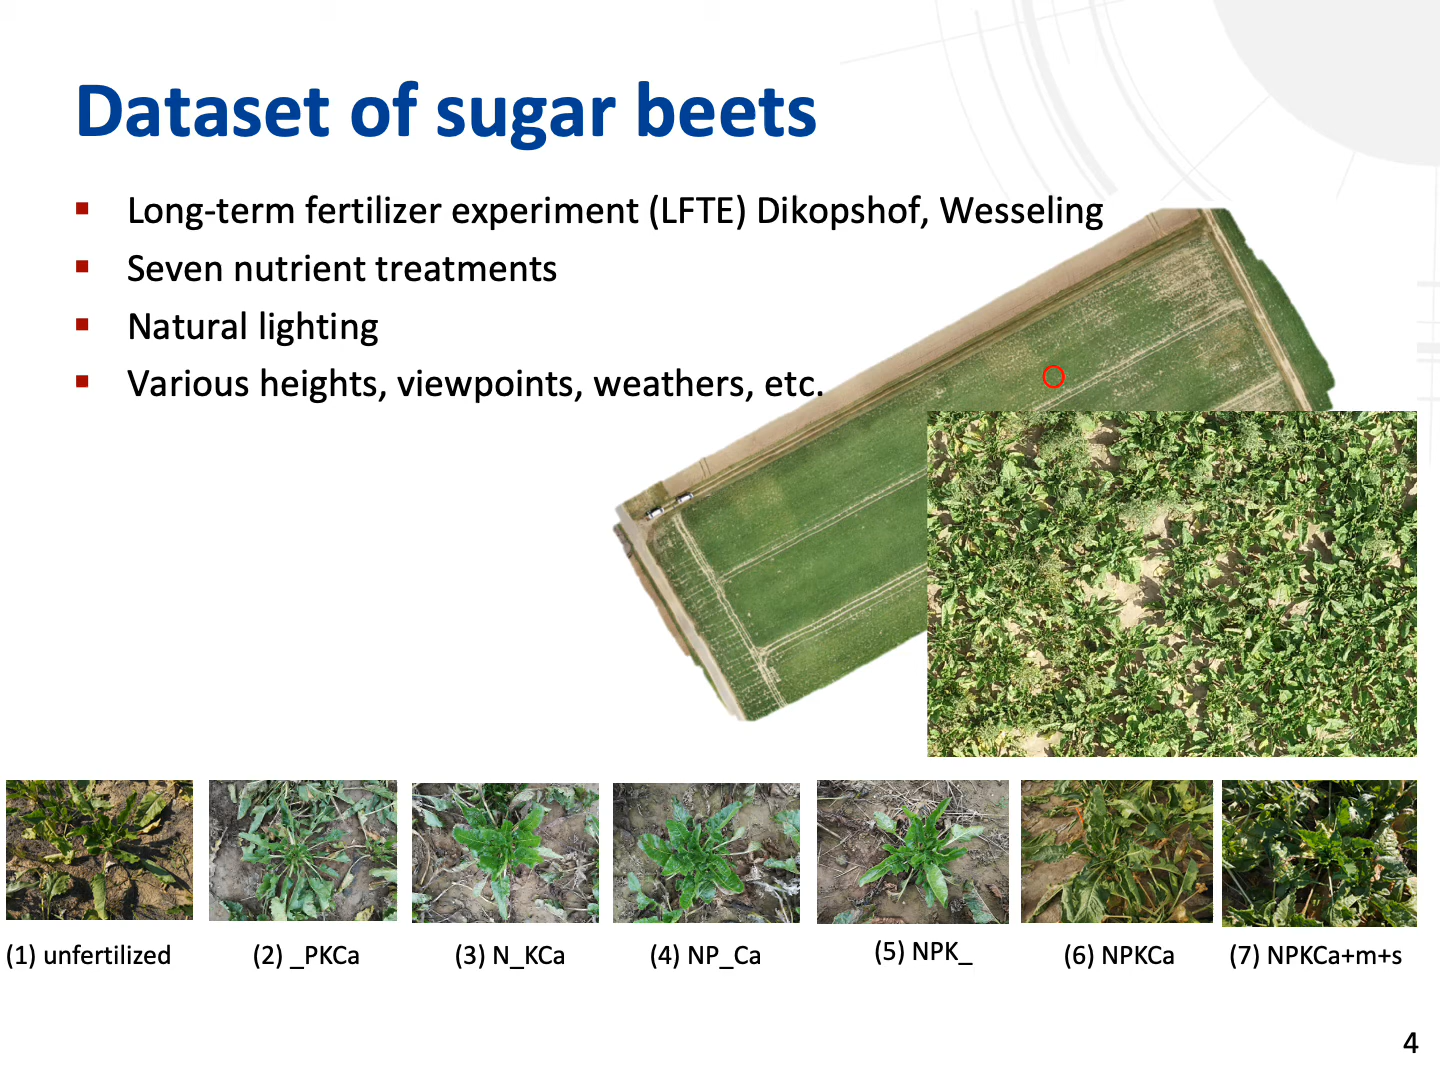 Dataset of sugar beets
Long-term fertilizer experiment (LFTE) Dikopshof, Wesseling
Seven nutrient treatments
Natural lighting
Various heights, viewpoints, weathers, etc.
(1) unfertilized
(2) _PKCa
(3) N_KCa
(4) NP_Ca
(5) NPK_
(6) NPKCa
(7) NPKCa+m+s
4